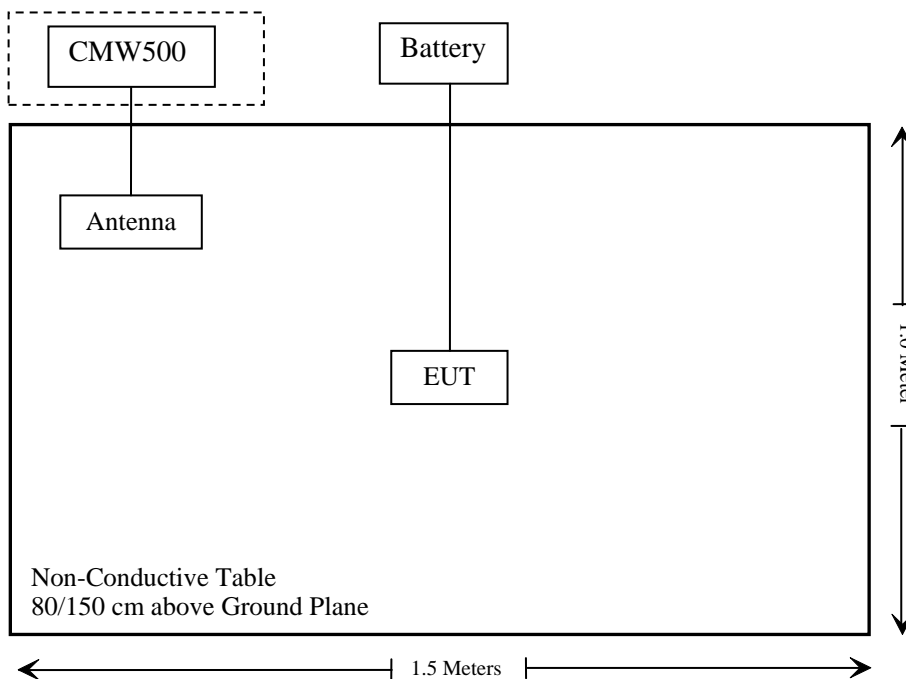 CMW500
Battery
Antenna
EUT
Non-Conductive Table
80/150 cm above Ground Plane
1.5 Meters